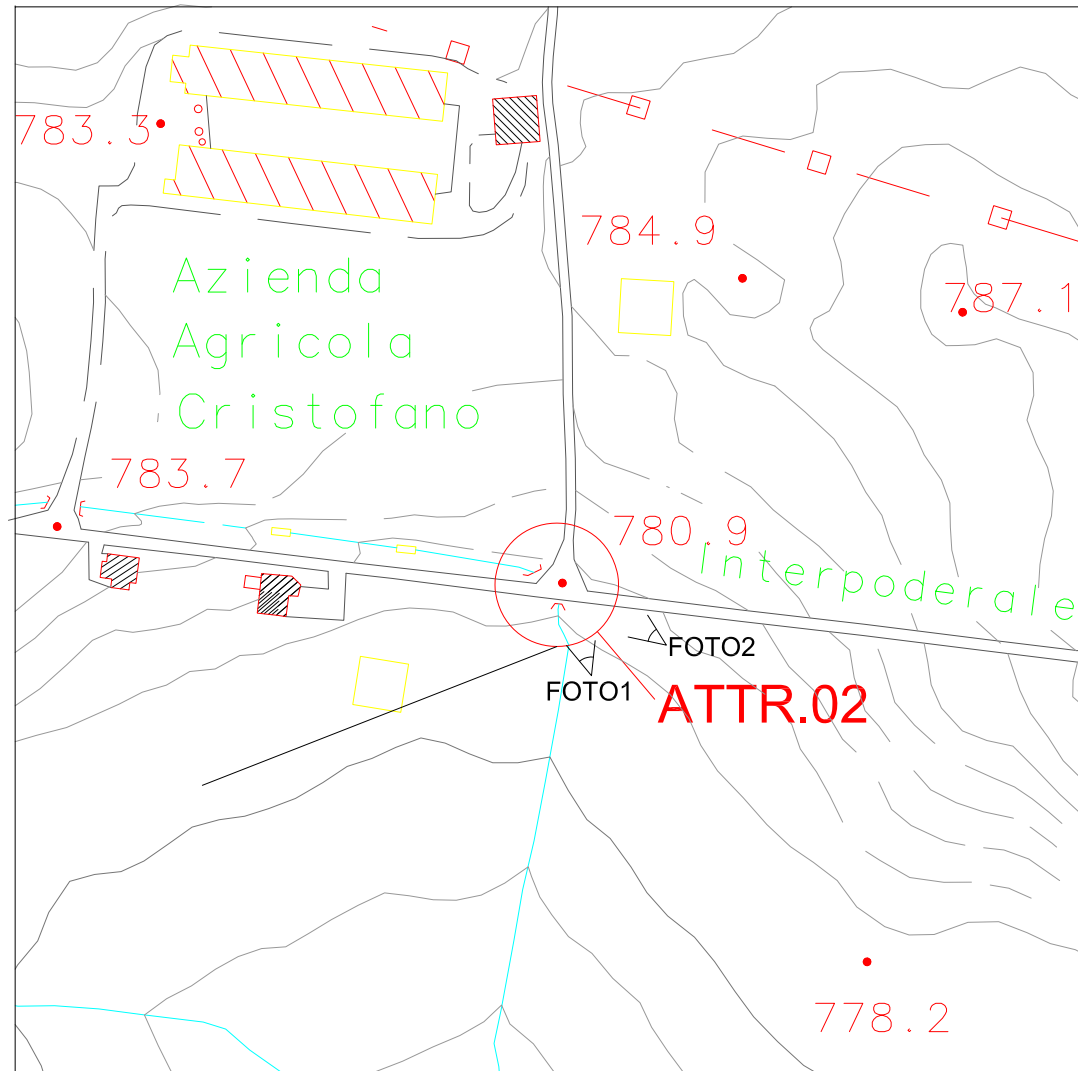 783.3
784.9
787.1
Azienda
Agricola
Cristofano
783.7
780.9
Interpoderale
FOTO2
FOTO1
ATTR.02
778.2